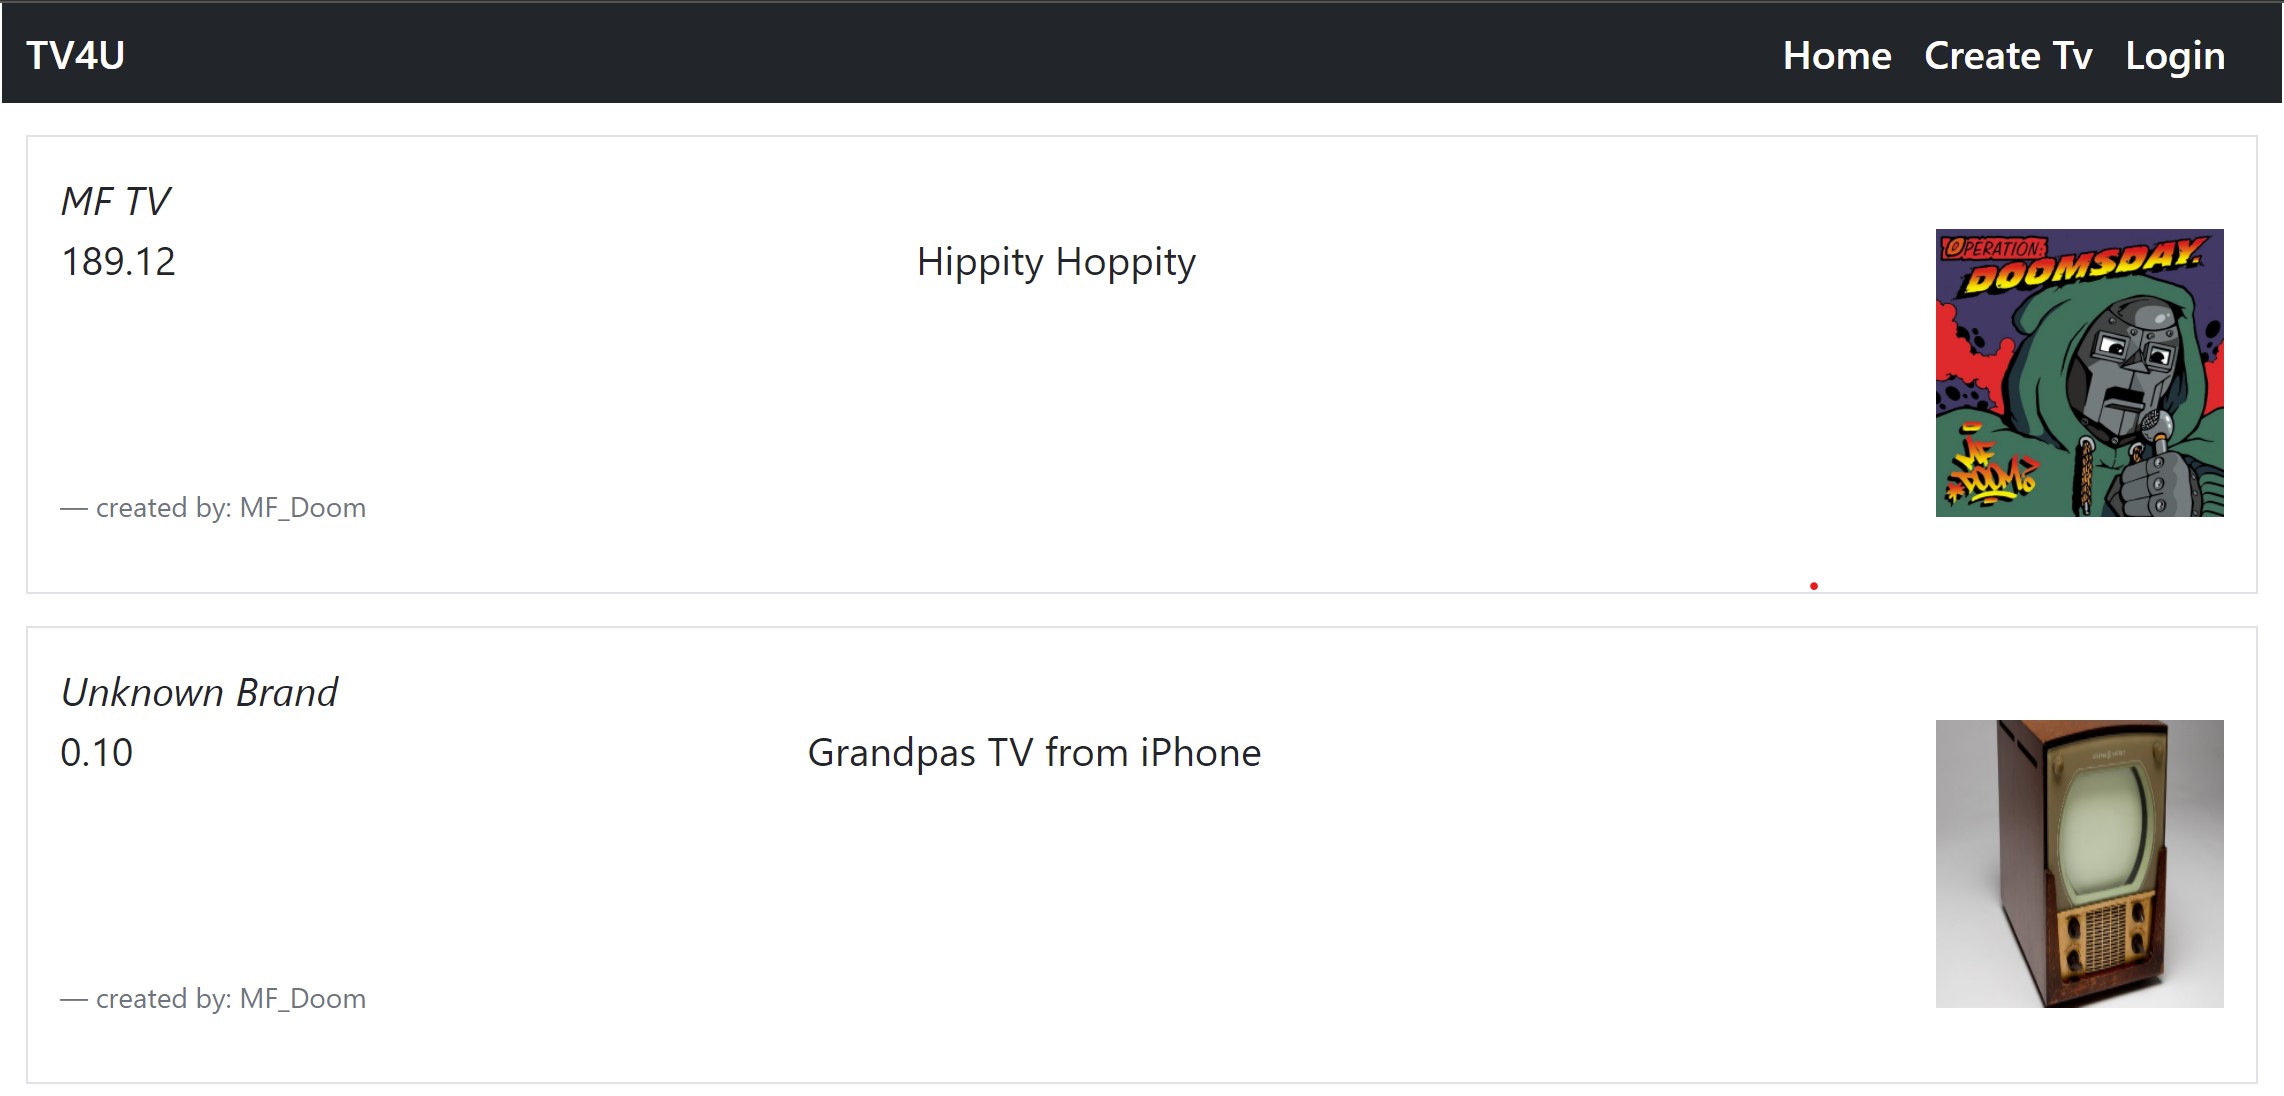 TV4U Home Create Tv Login
MF TV
189.12 Hippity Hoppity
OPERATION:
DOOMSDAY.
MF
DOOM
— created by: MF_Doom
Unknown Brand
0.10 Grandpas TV from iPhone
— created by: MF_Doom